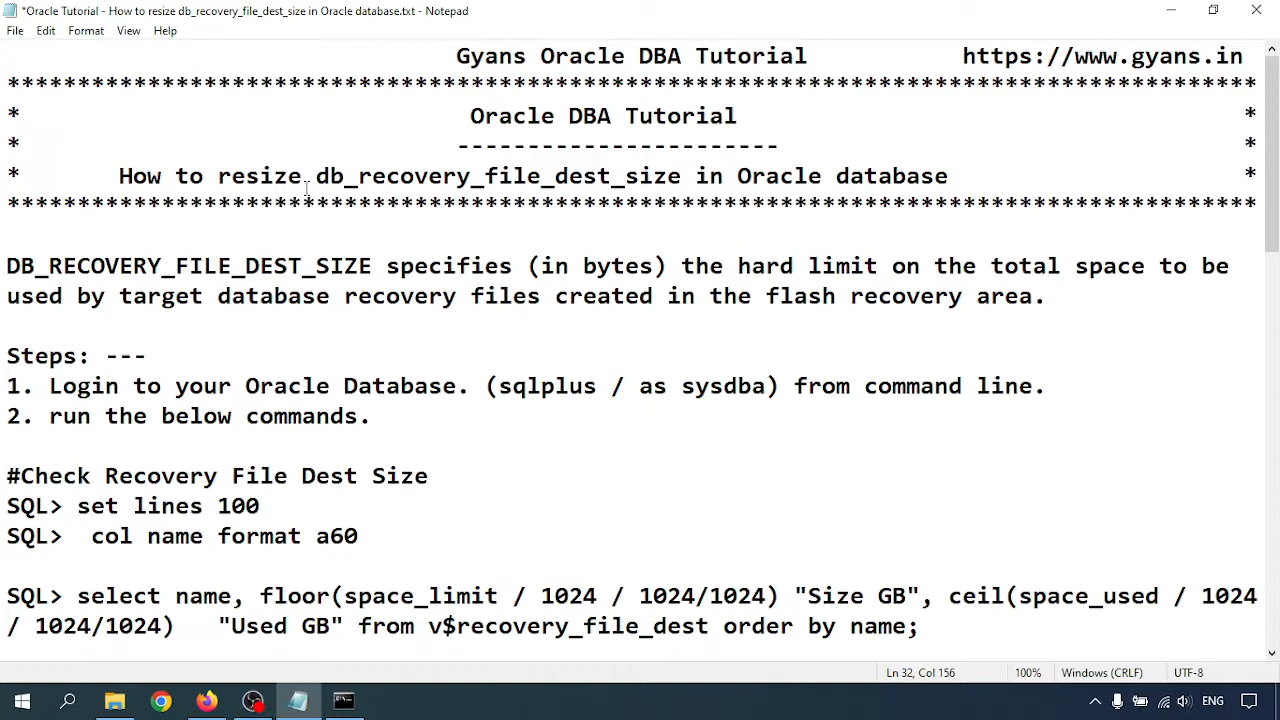 *Oracle Tutorial - How to resize db_recovery_file_dest_size in Oracle database.txt - Notepad
File Edit Format View Help
Gyans Oracle DBA Tutorial https://www.gyans.in
*****************************************************************************************
* Oracle DBA Tutorial *
* ----------------------- *
* How to resize db_recovery_file_dest_size in Oracle database *
*****************************************************************************************
DB_RECOVERY_FILE_DEST_SIZE specifies (in bytes) the hard limit on the total space to be
used by target database recovery files created in the flash recovery area.
Steps: ---
1. Login to your Oracle Database. (sqlplus / as sysdba) from command line.
2. run the below commands.
#Check Recovery File Dest Size
SQL> set lines 100
SQL>  col name format a60
SQL> select name, floor(space_limit / 1024 / 1024/1024) "Size GB", ceil(space_used / 1024
/ 1024/1024)   "Used GB" from v$recovery_file_dest order by name;
Ln 32, Col 156 100% Windows (CRLF) UTF-8
ENG